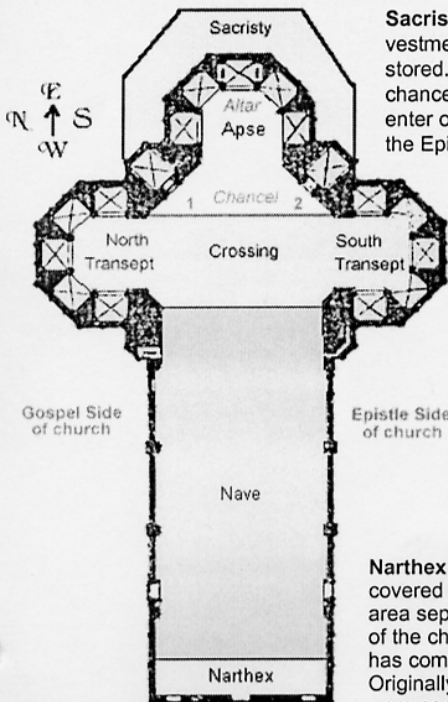 Sacristy
Sacris
vestme
stored.
chance
enter o
the Epi
E
N S
W
Altar
Apse
Chancel
1 2
North
Transept
Crossing
South
Transept
Gospel Side
of church
Epistle Side
of church
Nave
Narthex
covered
area sep
of the ch
has com
Originally
Narthex